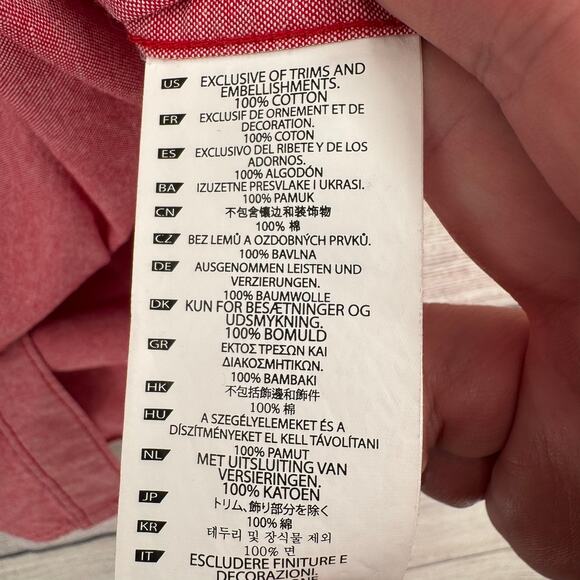 US EXCLUSIVE OF TRIMS AND
EMBELLISHMENTS.
100% COTTON
FR EXCLUSIF DE ORNEMENT ET DE
DECORATION.
100% COTON
ES EXCLUSIVO DEL RIBETE Y DE LOS
ADORNOS.
100% ALGODÓN
BA IZUZETNE PRESVLAKE I UKRASI.
100% PAMUK
CN 不包含镶边和装饰物
100% 棉
CZ BEZ LEMŮ A OZDOBNÝCH PRVKŮ.
100% BAVLNA
DE AUSGENOMMEN LEISTEN UND
VERZIERUNGEN.
100% BAUMWOLLE
DK KUN FOR BESÆTNINGER OG
UDSMYKNING.
100% BOMULD
GR ΕΚΤΟΣ ΤΡΕΣΩΝ ΚΑΙ
ΔΙΑΚΟΣΜΗΤΙΚΩΝ.
100% ΒΑΜΒΑΚΙ
HK 不包括飾邊和飾件
100% 棉
HU A SZEGÉLYELEMEKET ÉS A
DÍSZÍTMÉNYEKET EL KELL TÁVOLÍTANI
100% PAMUT
NL MET UITSLUITING VAN
VERSIERINGEN.
100% KATOEN
JP トリム、飾り部分を除く
100% 綿
KR 테두리 및 장식물 제외
100% 면
IT ESCLUDERE FINITURE E
DECORAZIONI.